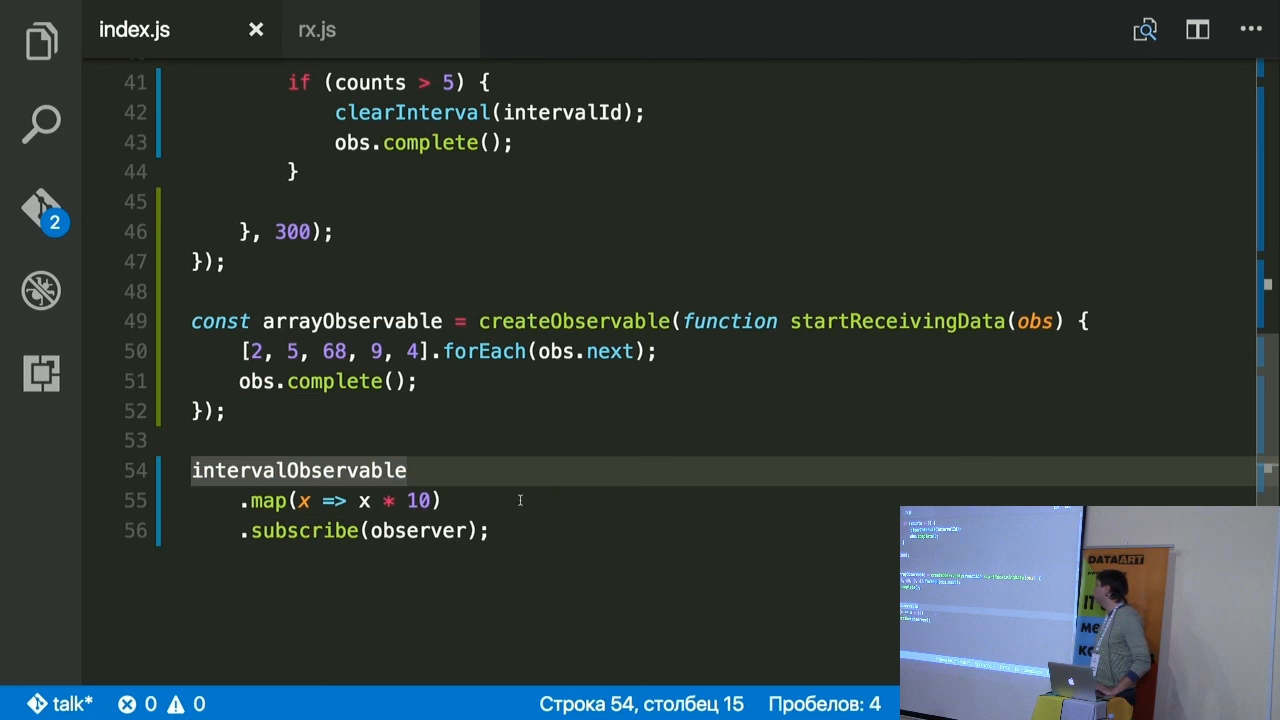 index.js
rx.js
41 if (counts > 5) {
42 clearInterval(intervalId);
43 obs.complete();
44 }
45
46 }, 300);
47 });
48
49 const arrayObservable = createObservable(function startReceivingData(obs) {
50 [2, 5, 68, 9, 4].forEach(obs.next);
51 obs.complete();
52 });
53
54 intervalObservable
55 .map(x => x * 10)
56 .subscribe(observer);
2
talk* 0 0 Строка 54, столбец 15 Пробелов: 4
DATAART
IT